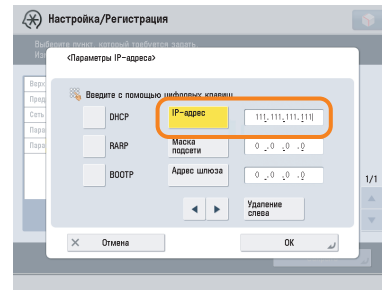 Настройка/Регистрация
Выберите пункт, который требуется задать.
<Параметры IP-адреса>
Введите с помощью цифровых клавиш
DHCP
IP-адрес
111.111.111.111
RARP
Маска
подсети
0 .0 .0 .0
BOOTP
Адрес шлюза
0 .0 .0 .0
1/1
Удаление
слева
Отмена
OK